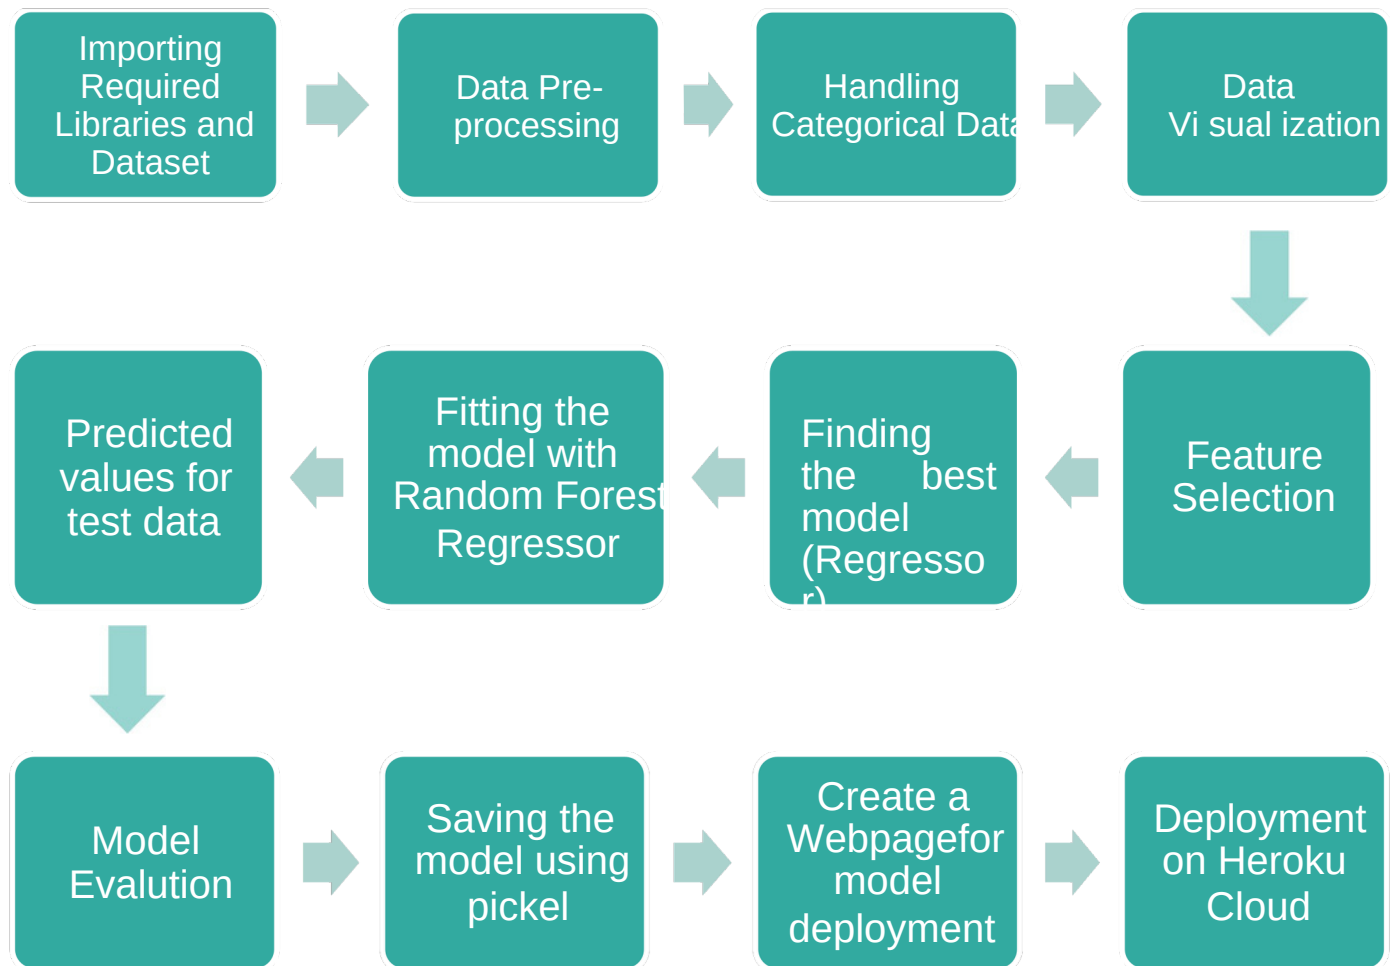 Importing
Required
Libraries and
Dataset
Data Pre-
processing
Handling
Categorical Data
Data
Vi sual ization
Feature
Selection
Finding
the best
model
(Regresso
r)
Fitting the
model with
Random Forest
Regressor
Predicted
values for
test data
Model
Evalution
Saving the
model using
pickel
Create a
Webpagefor
model
deployment
Deployment
on Heroku
Cloud